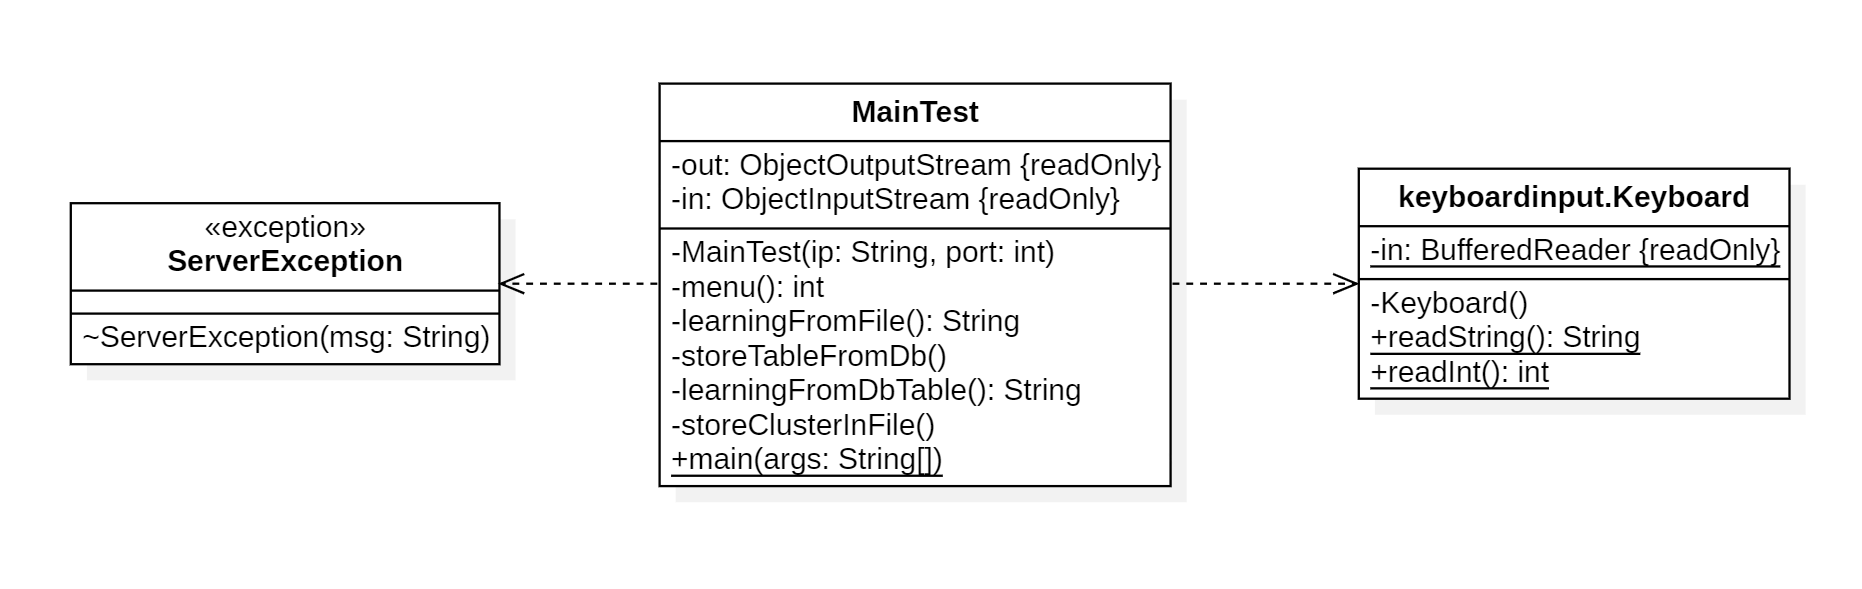 «exception»
ServerException
~ServerException(msg: String)
MainTest
-out: ObjectOutputStream {readOnly}
-in: ObjectInputStream {readOnly}
-MainTest(ip: String, port: int)
-menu(): int
-learningFromFile(): String
-storeTableFromDb()
-learningFromDbTable(): String
-storeClusterInFile()
+main(args: String[])
keyboardinput.Keyboard
-in: BufferedReader {readOnly}
-Keyboard()
+readString(): String
+readInt(): int